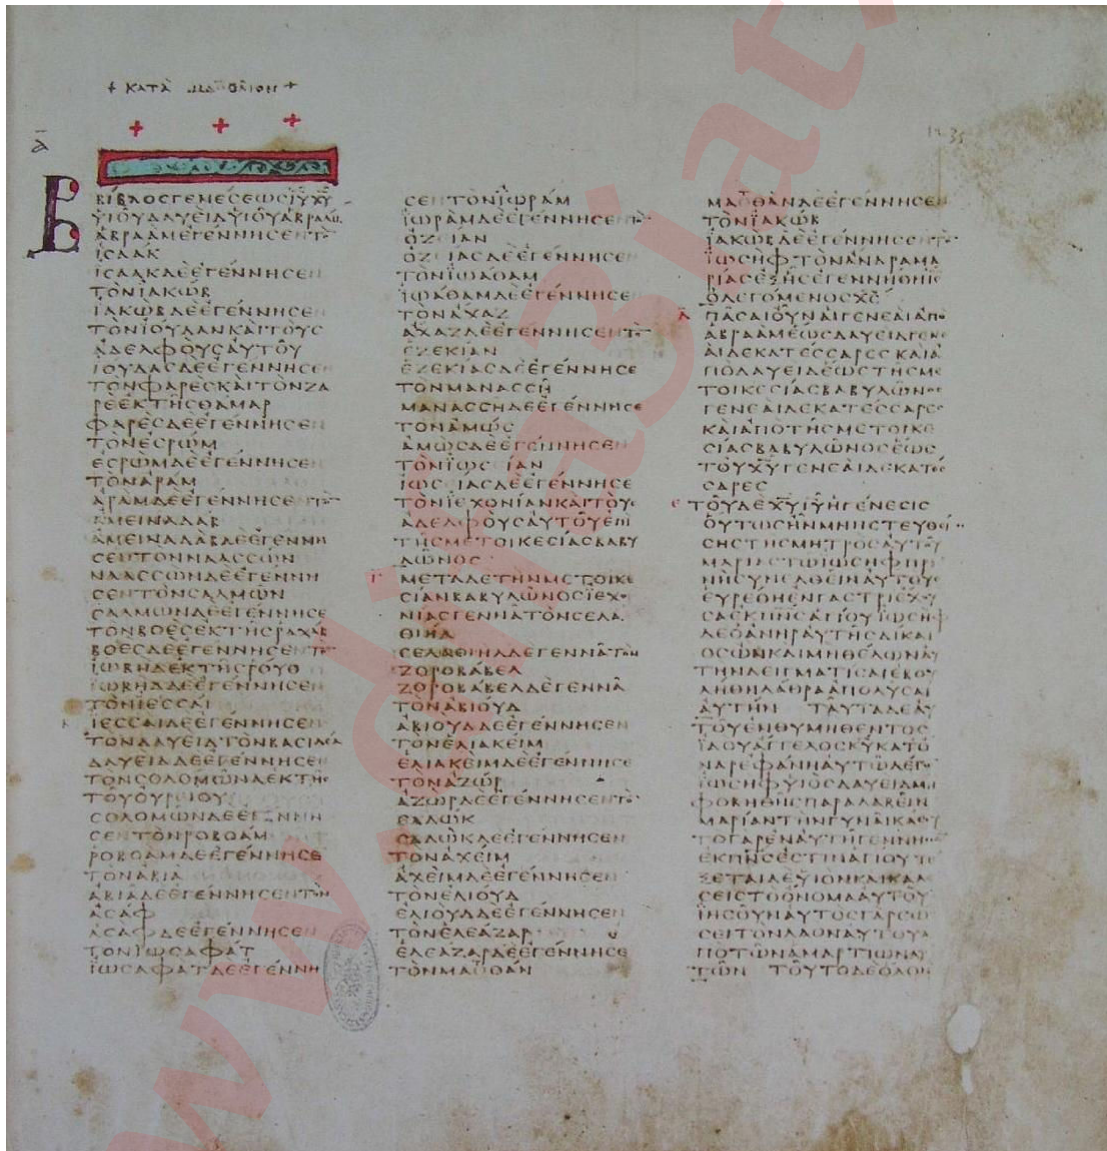 + ΚΑΤΑ ΜΑΘΘΑΙΟΝ +
ΒΙΒΛΟΣ ΓΕΝΕΣΕΩΣ ΙΥ ΧΥ
ΥΙΟΥ ΔΑΥΕΙΔ ΥΙΟΥ ΑΒΡΑΑΜ
ΑΒΡΑΑΜ ΕΓΕΝΝΗΣΕΝ ΤΟΝ
ΙΣΑΑΚ
ΙΣΑΑΚ ΔΕ ΕΓΕΝΝΗΣΕΝ
ΤΟΝ ΙΑΚΩΒ
ΙΑΚΩΒ ΔΕ ΕΓΕΝΝΗΣΕ
ΤΟΝ ΙΟΥΔΑΝ ΚΑΙ ΤΟΥΣ
ΑΔΕΛΦΟΥΣ ΑΥΤΟΥ
ΙΟΥΔΑΣ ΔΕ ΕΓΕΝΝΗΣΕΝ
ΤΟΝ ΦΑΡΕΣ ΚΑΙ ΤΟΝ ΖΑ
ΡΕ ΕΚ ΤΗΣ ΘΑΜΑΡ
ΦΑΡΕΣ ΔΕ ΕΓΕΝΝΗΣΕΝ
ΤΟΝ ΕΣΡΩΜ
ΕΣΡΩΜ ΔΕ ΕΓΕΝΝΗΣΕΝ
ΤΟΝ ΑΡΑΜ
ΑΡΑΜ ΔΕ ΕΓΕΝΝΗΣΕΝ ΤΟΝ
ΑΜΕΙΝΑΔΑΒ
ΑΜΕΙΝΑΔΑΒ ΔΕ ΕΓΕΝΝΗ
ΣΕΝ ΤΟΝ ΝΑΑΣΣΩΝ
ΝΑΑΣΣΩΝ ΔΕ ΕΓΕΝΝΗ
ΣΕΝ ΤΟΝ ΣΑΛΜΩΝ
ΣΑΛΜΩΝ ΔΕ ΕΓΕΝΝΗΣΕ
ΤΟΝ ΒΟΕΣ ΕΚ ΤΗΣ ΡΑΧΑΒ
ΒΟΕΣ ΔΕ ΕΓΕΝΝΗΣΕΝ ΤΟΝ
ΙΩΒΗΔ ΕΚ ΤΗΣ ΡΟΥΘ
ΙΩΒΗΔ ΔΕ ΕΓΕΝΝΗΣΕΝ
ΤΟΝ ΙΕΣΣΑΙ
ΙΕΣΣΑΙ ΔΕ ΕΓΕΝΝΗΣΕΝ
ΤΟΝ ΔΑΥΕΙΔ ΤΟΝ ΒΑΣΙΛΕΑ
ΔΑΥΕΙΔ ΔΕ ΕΓΕΝΝΗΣΕΝ
ΤΟΝ ΣΟΛΟΜΩΝΑ ΕΚ ΤΗΣ
ΤΟΥ ΟΥΡΕΙΟΥ
ΣΟΛΟΜΩΝ ΔΕ ΕΓΕΝΝΗ
ΣΕΝ ΤΟΝ ΡΟΒΟΑΜ
ΡΟΒΟΑΜ ΔΕ ΕΓΕΝΝΗΣΕ
ΤΟΝ ΑΒΙΑ
ΑΒΙΑ ΔΕ ΕΓΕΝΝΗΣΕΝ ΤΟΝ
ΑΣΑΦ
ΑΣΑΦ ΔΕ ΕΓΕΝΝΗΣΕΝ
ΤΟΝ ΙΩΣΑΦΑΤ
ΙΩΣΑΦΑΤ ΔΕ ΕΓΕΝΝΗ
ΣΕΝ ΤΟΝ ΙΩΡΑΜ
ΙΩΡΑΜ ΔΕ ΕΓΕΝΝΗΣΕΝ ΤΟΝ
ΟΖΕΙΑΝ
ΟΖΕΙΑΣ ΔΕ ΕΓΕΝΝΗΣΕΝ
ΤΟΝ ΙΩΑΘΑΜ
ΙΩΑΘΑΜ ΔΕ ΕΓΕΝΝΗΣΕ
ΤΟΝ ΑΧΑΖ
ΑΧΑΖ ΔΕ ΕΓΕΝΝΗΣΕΝ ΤΟΝ
ΕΖΕΚΙΑΝ
ΕΖΕΚΙΑΣ ΔΕ ΕΓΕΝΝΗΣΕ
ΤΟΝ ΜΑΝΑΣΣΗ
ΜΑΝΑΣΣΗ ΔΕ ΕΓΕΝΝΗΣΕ
ΤΟΝ ΑΜΩΣ
ΑΜΩΣ ΔΕ ΕΓΕΝΝΗΣΕΝ
ΤΟΝ ΙΩΣΕΙΑΝ
ΙΩΣΕΙΑΣ ΔΕ ΕΓΕΝΝΗΣΕ
ΤΟΝ ΙΕΧΟΝΙΑΝ ΚΑΙ ΤΟΥΣ
ΑΔΕΛΦΟΥΣ ΑΥΤΟΥ ΕΠΙ
ΤΗΣ ΜΕΤΟΙΚΕΣΙΑΣ ΒΑΒΥ
ΛΩΝΟΣ
Γ ΜΕΤΑ ΔΕ ΤΗΝ ΜΕΤΟΙΚΕ
ΣΙΑΝ ΒΑΒΥΛΩΝΟΣ ΙΕΧΟ
ΝΙΑΣ ΓΕΝΝΑ ΤΟΝ ΣΕΛΑ
ΘΙΗΛ
ΣΕΛΑΘΙΗΛ ΔΕ ΓΕΝΝΑ ΤΟΝ
ΖΟΡΟΒΑΒΕΛ
ΖΟΡΟΒΑΒΕΛ ΔΕ ΓΕΝΝΑ
ΤΟΝ ΑΒΙΟΥΔ
ΑΒΙΟΥΔ ΔΕ ΕΓΕΝΝΗΣΕΝ
ΤΟΝ ΕΛΙΑΚΕΙΜ
ΕΛΙΑΚΕΙΜ ΔΕ ΕΓΕΝΝΗΣΕ
ΤΟΝ ΑΖΩΡ
ΑΖΩΡ ΔΕ ΕΓΕΝΝΗΣΕΝ ΤΟΝ
ΣΑΔΩΚ
ΣΑΔΩΚ ΔΕ ΕΓΕΝΝΗΣΕΝ
ΤΟΝ ΑΧΕΙΜ
ΑΧΕΙΜ ΔΕ ΕΓΕΝΝΗΣΕΝ
ΤΟΝ ΕΛΙΟΥΔ
ΕΛΙΟΥΔ ΔΕ ΕΓΕΝΝΗΣΕΝ
ΤΟΝ ΕΛΕΑΖΑΡ
ΕΛΕΑΖΑΡ ΔΕ ΕΓΕΝΝΗΣΕ
ΤΟΝ ΜΑΘΘΑΝ
ΜΑΘΘΑΝ ΔΕ ΕΓΕΝΝΗΣΕΝ
ΤΟΝ ΙΑΚΩΒ
ΙΑΚΩΒ ΔΕ ΕΓΕΝΝΗΣΕΝ ΤΟΝ
ΙΩΣΗΦ ΤΟΝ ΑΝΔΡΑ ΜΑ
ΡΙΑΣ ΕΞ ΗΣ ΕΓΕΝΝΗΘΗ ΙΣ
Ο ΛΕΓΟΜΕΝΟΣ ΧΣ
Δ ΠΑΣΑΙ ΟΥΝ ΑΙ ΓΕΝΕΑΙ ΑΠΟ
ΑΒΡΑΑΜ ΕΩΣ ΔΑΥΕΙΔ ΓΕΝΕ
ΑΙ ΔΕΚΑΤΕΣΣΑΡΕΣ ΚΑΙ Α
ΠΟ ΔΑΥΕΙΔ ΕΩΣ ΤΗΣ ΜΕ
ΤΟΙΚΕΣΙΑΣ ΒΑΒΥΛΩΝΟΣ
ΓΕΝΕΑΙ ΔΕΚΑΤΕΣΣΑΡΕΣ
ΚΑΙ ΑΠΟ ΤΗΣ ΜΕΤΟΙΚΕ
ΣΙΑΣ ΒΑΒΥΛΩΝΟΣ ΕΩΣ
ΤΟΥ ΧΥ ΓΕΝΕΑΙ ΔΕΚΑΤΕΣ
ΣΑΡΕΣ
Ε ΤΟΥ ΔΕ ΧΥ ΙΥ Η ΓΕΝΕΣΙΣ
ΟΥΤΩΣ ΗΝ ΜΝΗΣΤΕΥΘΕΙ
ΣΗΣ ΤΗΣ ΜΗΤΡΟΣ ΑΥΤΟΥ
ΜΑΡΙΑΣ ΤΩ ΙΩΣΗΦ ΠΡΙ
Ν Η ΣΥΝΕΛΘΕΙΝ ΑΥΤΟΥΣ
ΕΥΡΕΘΗ ΕΝ ΓΑΣΤΡΙ ΕΧΟΥ
ΣΑ ΕΚ ΠΝΣ ΑΓΙΟΥ ΙΩΣΗΦ
ΔΕ Ο ΑΝΗΡ ΑΥΤΗΣ ΔΙΚΑΙ
ΟΣ ΩΝ ΚΑΙ ΜΗ ΘΕΛΩΝ ΑΥ
ΤΗΝ ΔΕΙΓΜΑΤΙΣΑΙ ΕΒΟΥ
ΛΗΘΗ ΛΑΘΡΑ ΑΠΟΛΥΣΑΙ
ΑΥΤΗΝ ΤΑΥΤΑ ΔΕ ΑΥ
ΤΟΥ ΕΝΘΥΜΗΘΕΝΤΟΣ
ΙΔΟΥ ΑΓΓΕΛΟΣ ΚΥ ΚΑΤ Ο
ΝΑΡ ΕΦΑΝΗ ΑΥΤΩ ΛΕΓΩ
ΙΩΣΗΦ ΥΙΟΣ ΔΑΥΕΙΔ ΜΗ
ΦΟΒΗΘΗΣ ΠΑΡΑΛΑΒΕΙΝ
ΜΑΡΙΑΝ ΤΗΝ ΓΥΝΑΙΚΑ ΣΟΥ
ΤΟ ΓΑΡ ΕΝ ΑΥΤΗ ΓΕΝΝΗΘΕΝ
ΕΚ ΠΝΣ ΕΣΤΙΝ ΑΓΙΟΥ ΤΕ
ΞΕΤΑΙ ΔΕ ΥΙΟΝ ΚΑΙ ΚΑΛΕ
ΣΕΙΣ ΤΟ ΟΝΟΜΑ ΑΥΤΟΥ
ΙΗΣΟΥΝ ΑΥΤΟΣ ΓΑΡ ΣΩ
ΣΕΙ ΤΟΝ ΛΑΟΝ ΑΥΤΟΥ Α
ΠΟ ΤΩΝ ΑΜΑΡΤΙΩΝ ΑΥ
ΤΩΝ ΤΟΥΤΟ ΔΕ ΟΛΟΝ